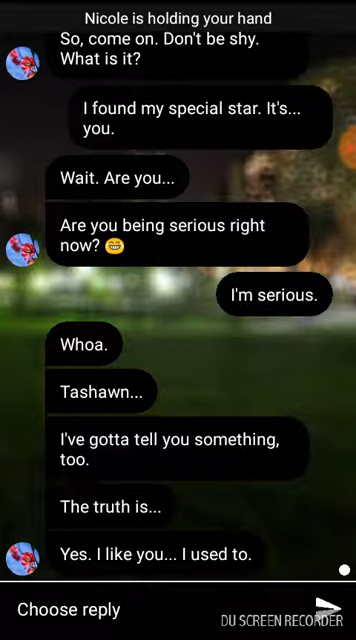 Nicole is holding your hand
So, come on. Don't be shy.
What is it?
I found my special star. It's...
you.
Wait. Are you...
Are you being serious right
now? 😁
I'm serious.
Whoa.
Tashawn...
I've gotta tell you something,
too.
The truth is...
Yes. I like you... I used to.
Choose reply
DU SCREEN RECORDER